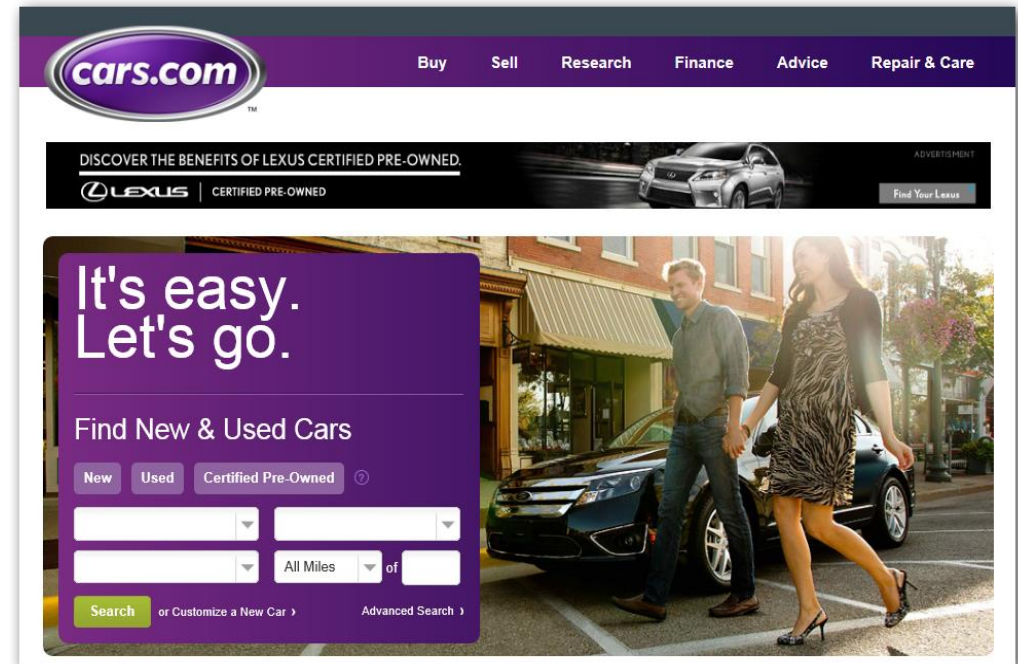 cars.com
TM
Buy Sell Research Finance Advice Repair & Care
DISCOVER THE BENEFITS OF LEXUS CERTIFIED PRE-OWNED.
ADVERTISMENT
LEXUS CERTIFIED PRE-OWNED
Find Your Lexus
It's easy.
Let's go.
Find New & Used Cars
New Used Certified Pre-Owned ?
All Miles of
Search or Customize a New Car › Advanced Search ›